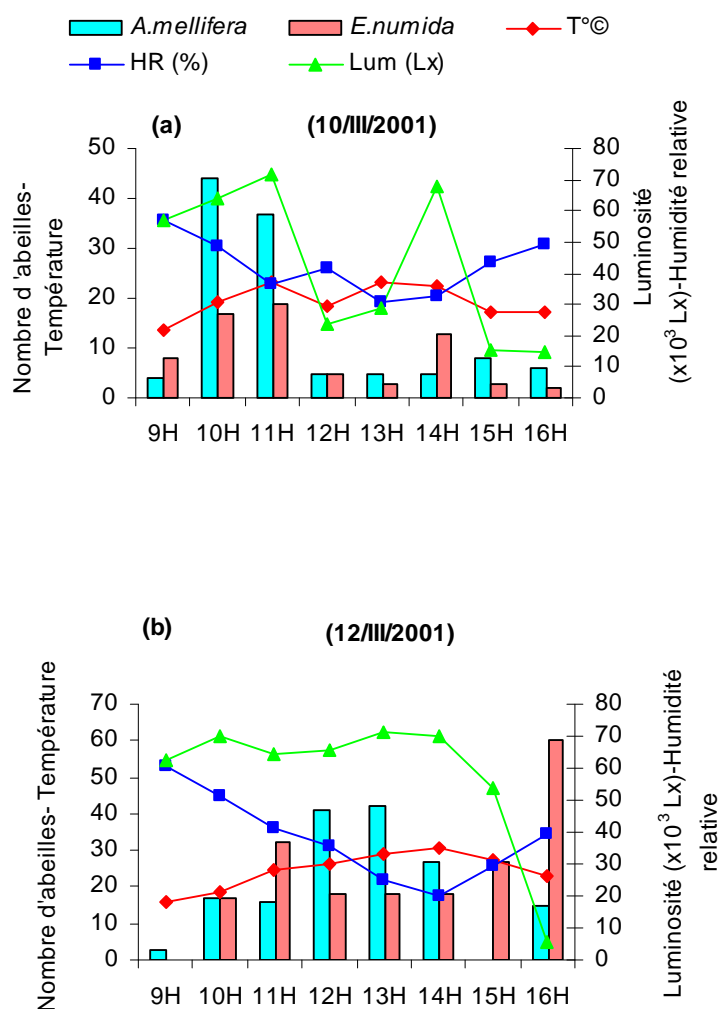 A.mellifera E.numida T°©
HR (%) Lum (Lx)
(a) (10/III/2001)
Nombre d'abeilles-
Température
50
40
30
20
10
0
80
70
60
50
40
30
20
10
0
Luminosité
(x10³ Lx)-Humidité relative
9H 10H 11H 12H 13H 14H 15H 16H
(b) (12/III/2001)
Nombre d'abeilles- Température
70
60
50
40
30
20
10
0
80
70
60
50
40
30
20
10
0
Luminosité (x10³ Lx)-Humidité
relative
9H 10H 11H 12H 13H 14H 15H 16H